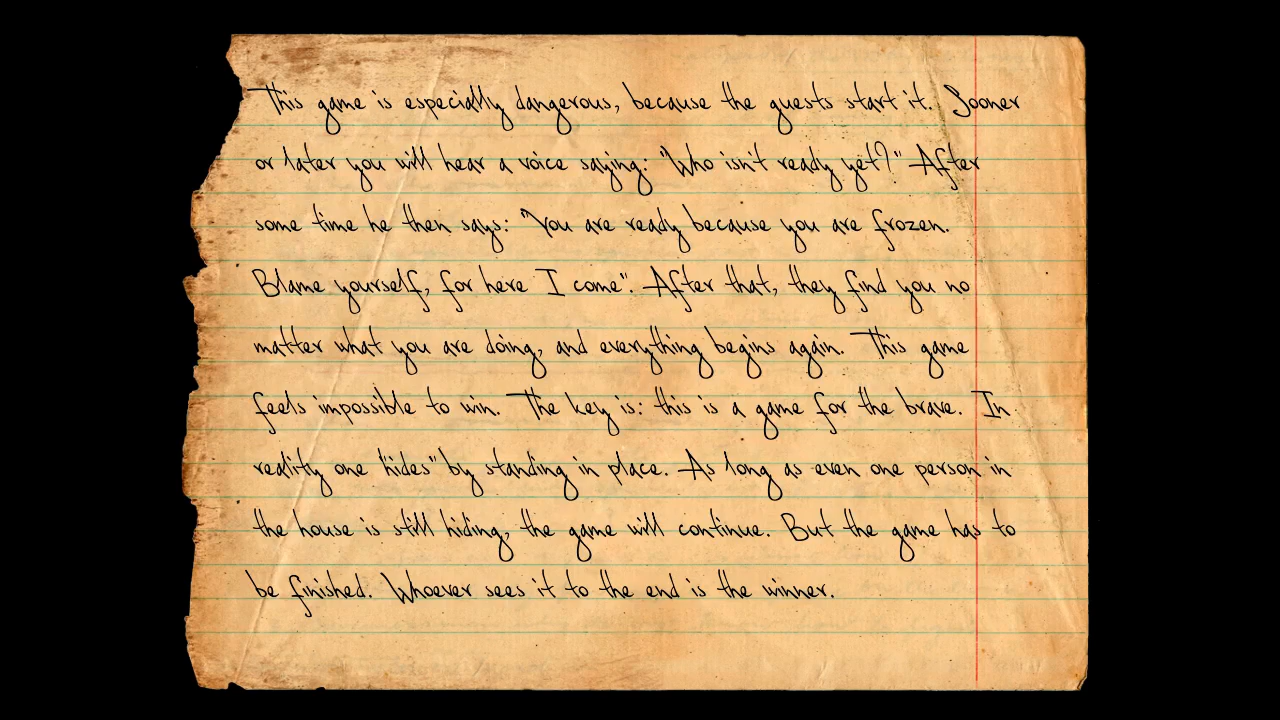 This game is especially dangerous, because the guests start it. Sooner
or later you will hear a voice saying: "Who isn't ready yet?" After
some time he then says: "You are ready because you are frozen.
Blame yourself, for here I come". After that, they find you no
matter what you are doing, and everything begins again. This game
feels impossible to win. The key is: this is a game for the brave. In
reality one "hides" by standing in place. As long as even one person in
the house is still hiding, the game will continue. But the game has to
be finished. Whoever sees it to the end is the winner.